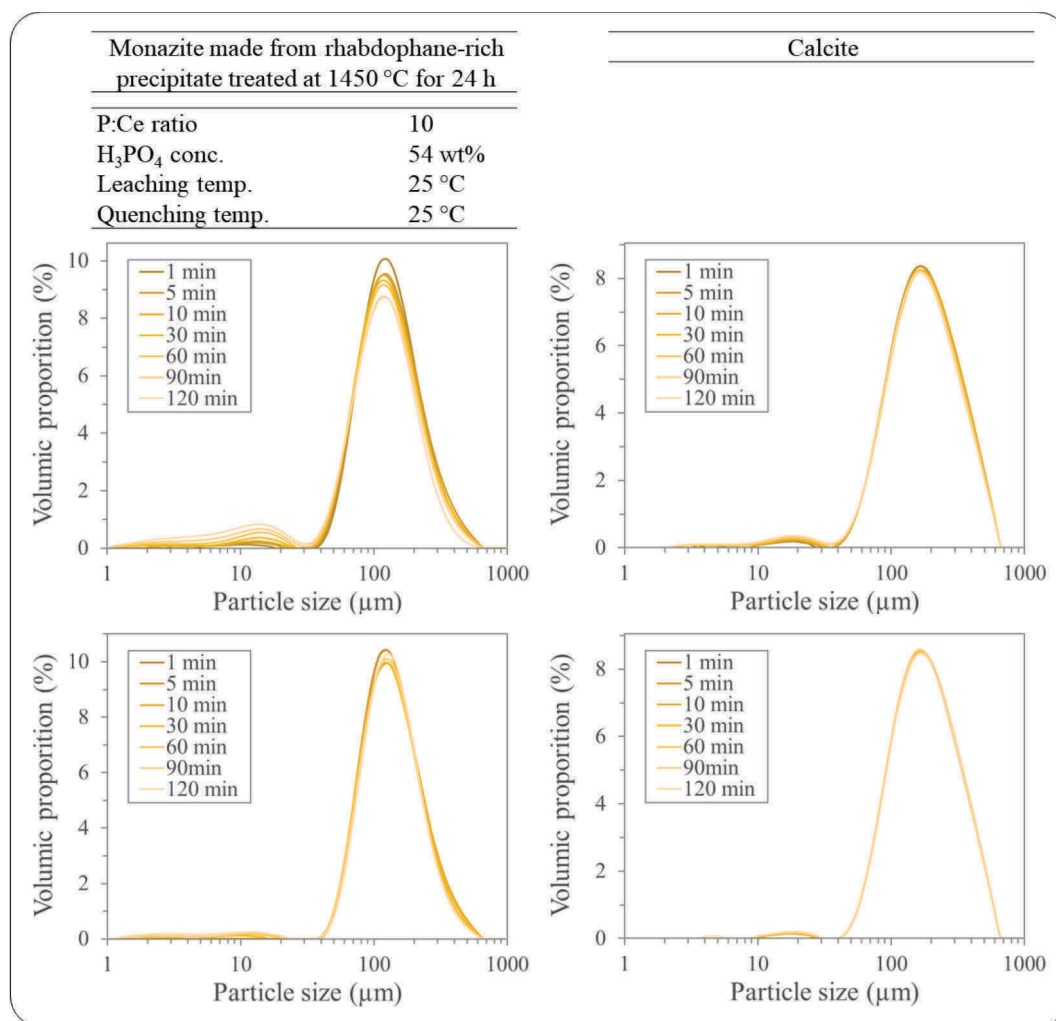 Monazite made from rhabdophane-rich
precipitate treated at 1450 °C for 24 h
P:Ce ratio 10
H₃PO₄ conc. 54 wt%
Leaching temp. 25 °C
Quenching temp. 25 °C
Calcite
Volumic proporition (%)
10
8
6
4
2
0
1 min
5 min
10 min
30 min
60 min
90min
120 min
1 10 100 1000
Particle size (µm)
Volumic proporition (%)
8
6
4
2
0
1 min
5 min
10 min
30 min
60 min
90min
120 min
1 10 100 1000
Particle size (µm)
Volumic proporition (%)
10
8
6
4
2
0
1 min
5 min
10 min
30 min
60 min
90min
120 min
1 10 100 1000
Particle size (µm)
Volumic proporition (%)
8
6
4
2
0
1 min
5 min
10 min
30 min
60 min
90min
120 min
1 10 100 1000
Particle size (µm)